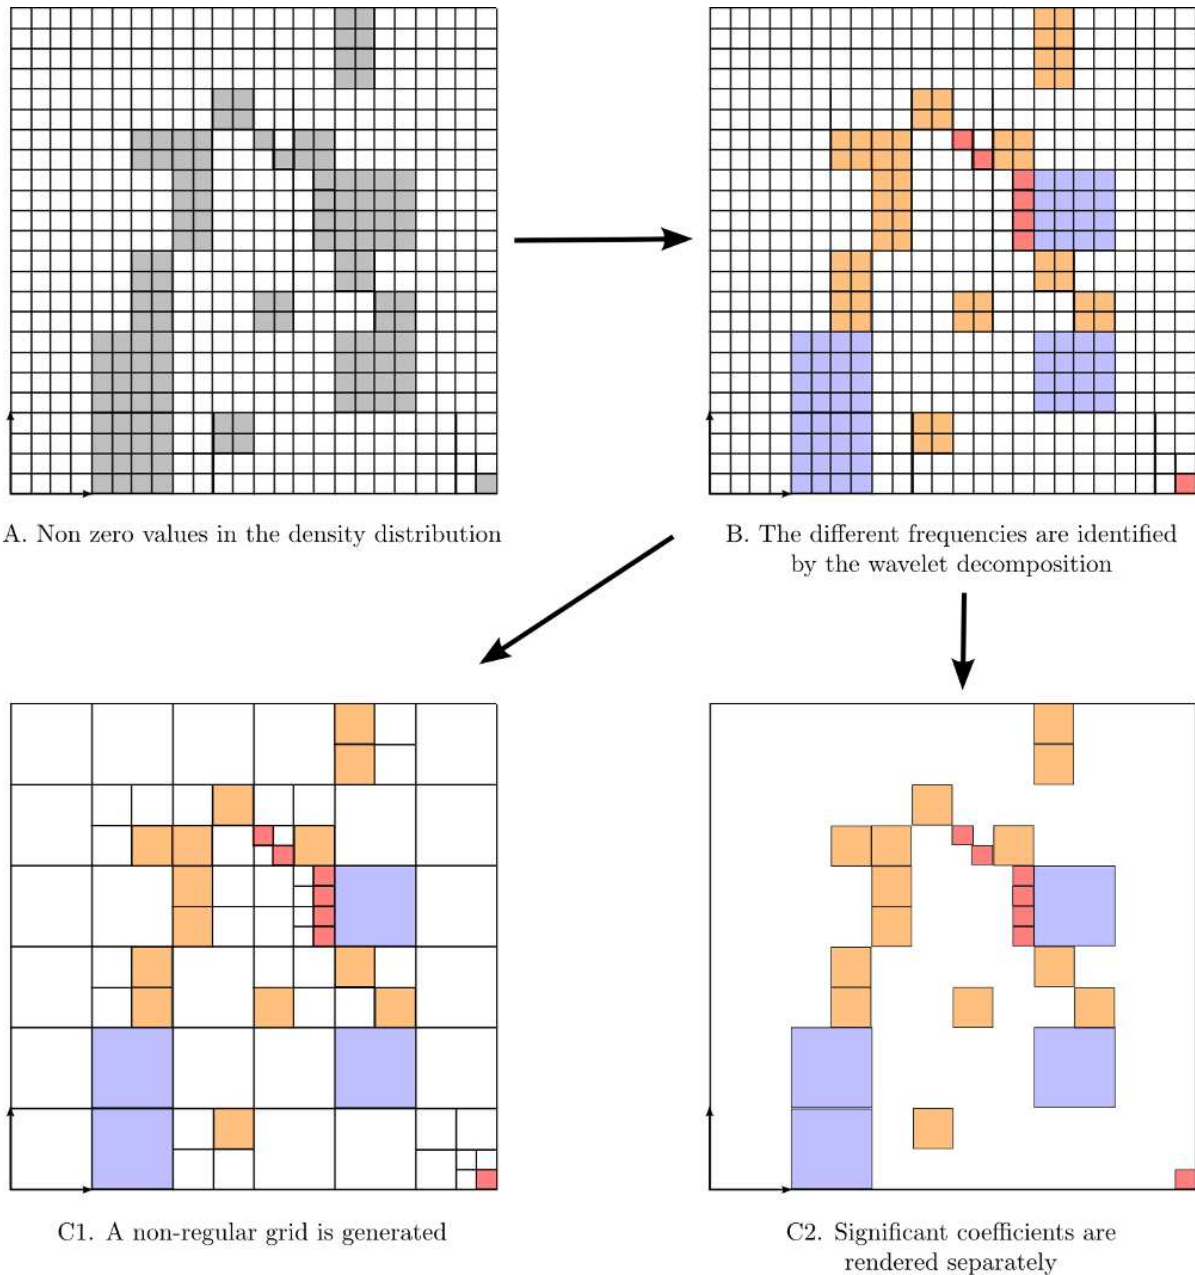 A. Non zero values in the density distribution
B. The different frequencies are identified
by the wavelet decomposition
C1. A non-regular grid is generated
C2. Significant coefficients are
rendered separately